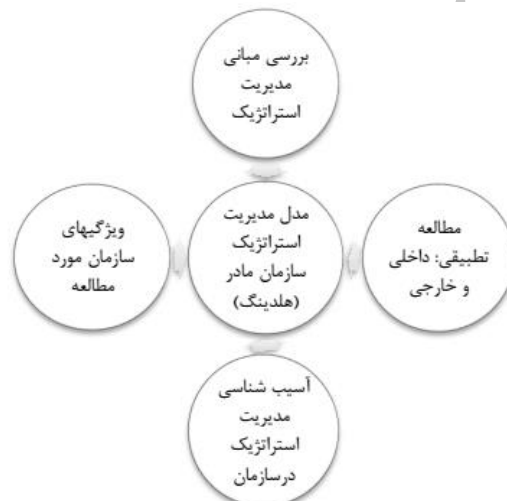 بررسی مبانی
مدیریت
استراتژیک
مطالعه
تطبیقی: داخلی
و خارجی
مدل مدیریت
استراتژیک
سازمان مادر
(هلدینگ)
ویژگیهای
سازمان مورد
مطالعه
آسیب شناسی
مدیریت
استراتژیک
درسازمان